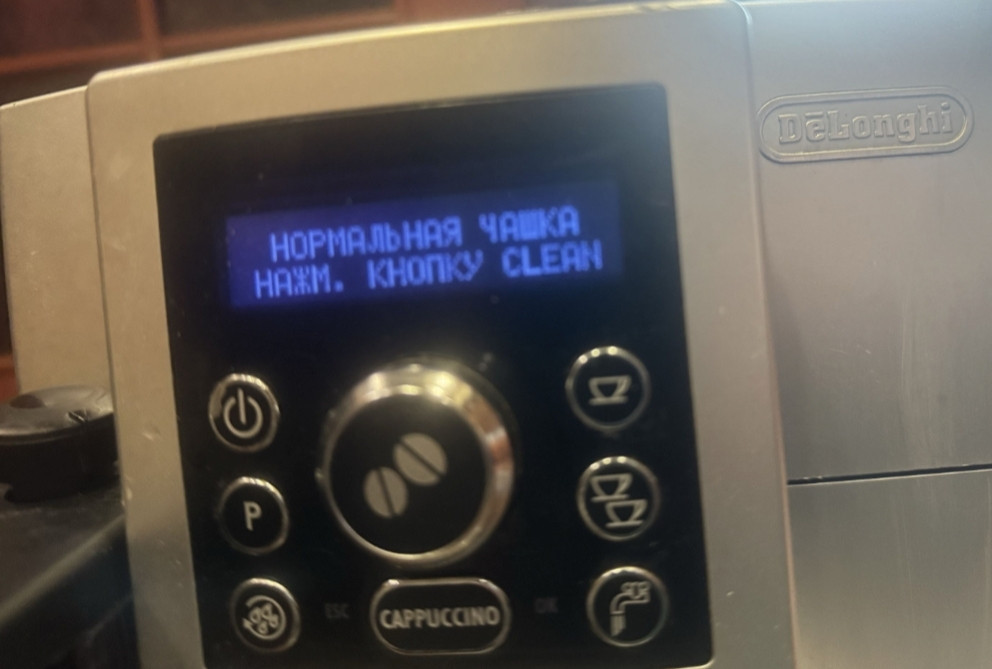 DeLonghi
НОРМАЛЬНАЯ ЧАШКА
НАЖМ. КНОПКУ CLEAN
P
ESC
CAPPUCCINO
OK